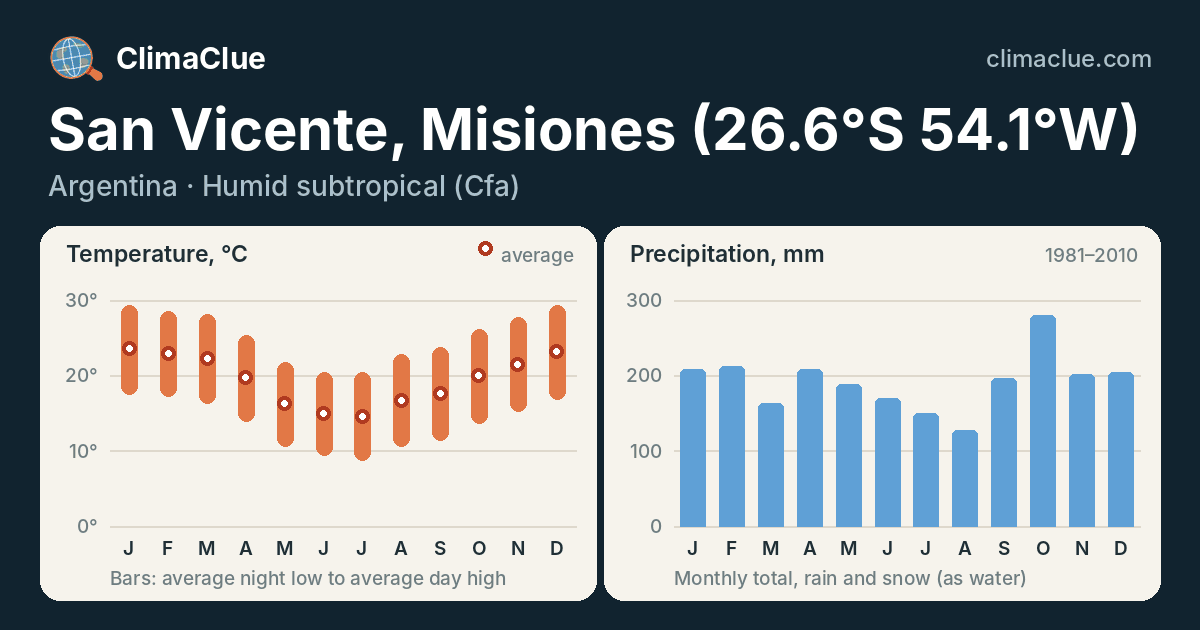 ClimaClue
climaclue.com
San Vicente, Misiones (26.6°S 54.1°W)
Argentina · Humid subtropical (Cfa)
Temperature, °C
average
30°
20°
10°
0°
J F M A M J J A S O N D
Bars: average night low to average day high
Precipitation, mm
1981–2010
300
200
100
0
J F M A M J J A S O N D
Monthly total, rain and snow (as water)